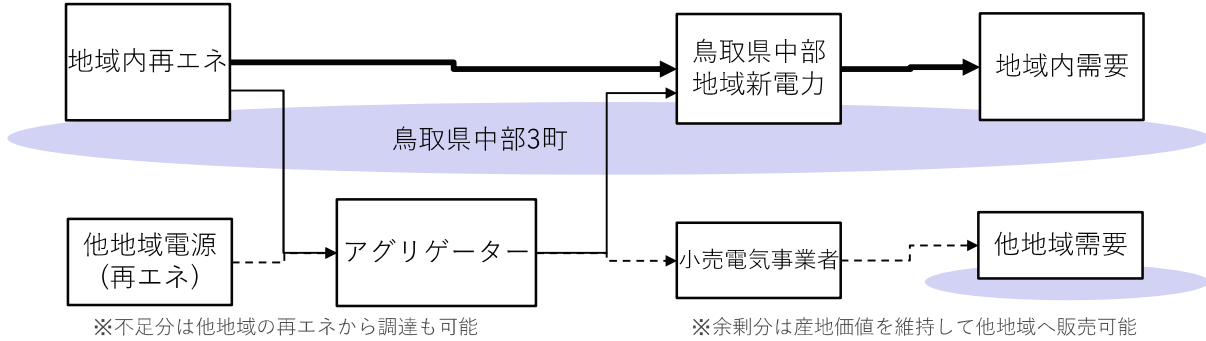 地域内再エネ
鳥取県中部
地域新電力
地域内需要
鳥取県中部3町
他地域電源
(再エネ)
アグリゲーター
小売電気事業者
他地域需要
※不足分は他地域の再エネから調達も可能
※余剰分は産地価値を維持して他地域へ販売可能